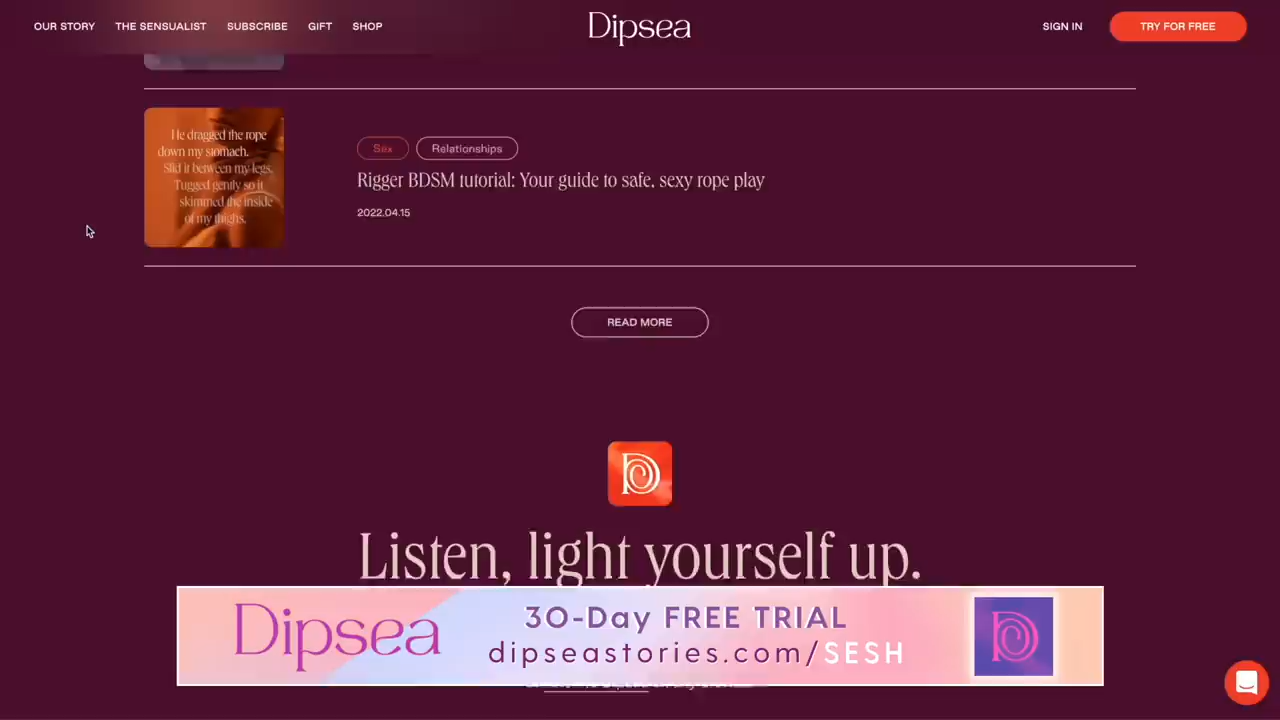 OUR STORY
THE SENSUALIST
SUBSCRIBE
GIFT
SHOP
Dipsea
SIGN IN
TRY FOR FREE
He dragged the rope
down my stomach.
Slid it between my legs.
Tugged gently so it
skimmed the inside
of my thighs.
Sex
Relationships
Rigger BDSM tutorial: Your guide to safe, sexy rope play
2022.04.15
READ MORE
Listen, light yourself up.
Dipsea
30-Day FREE TRIAL
dipseastories.com/SESH